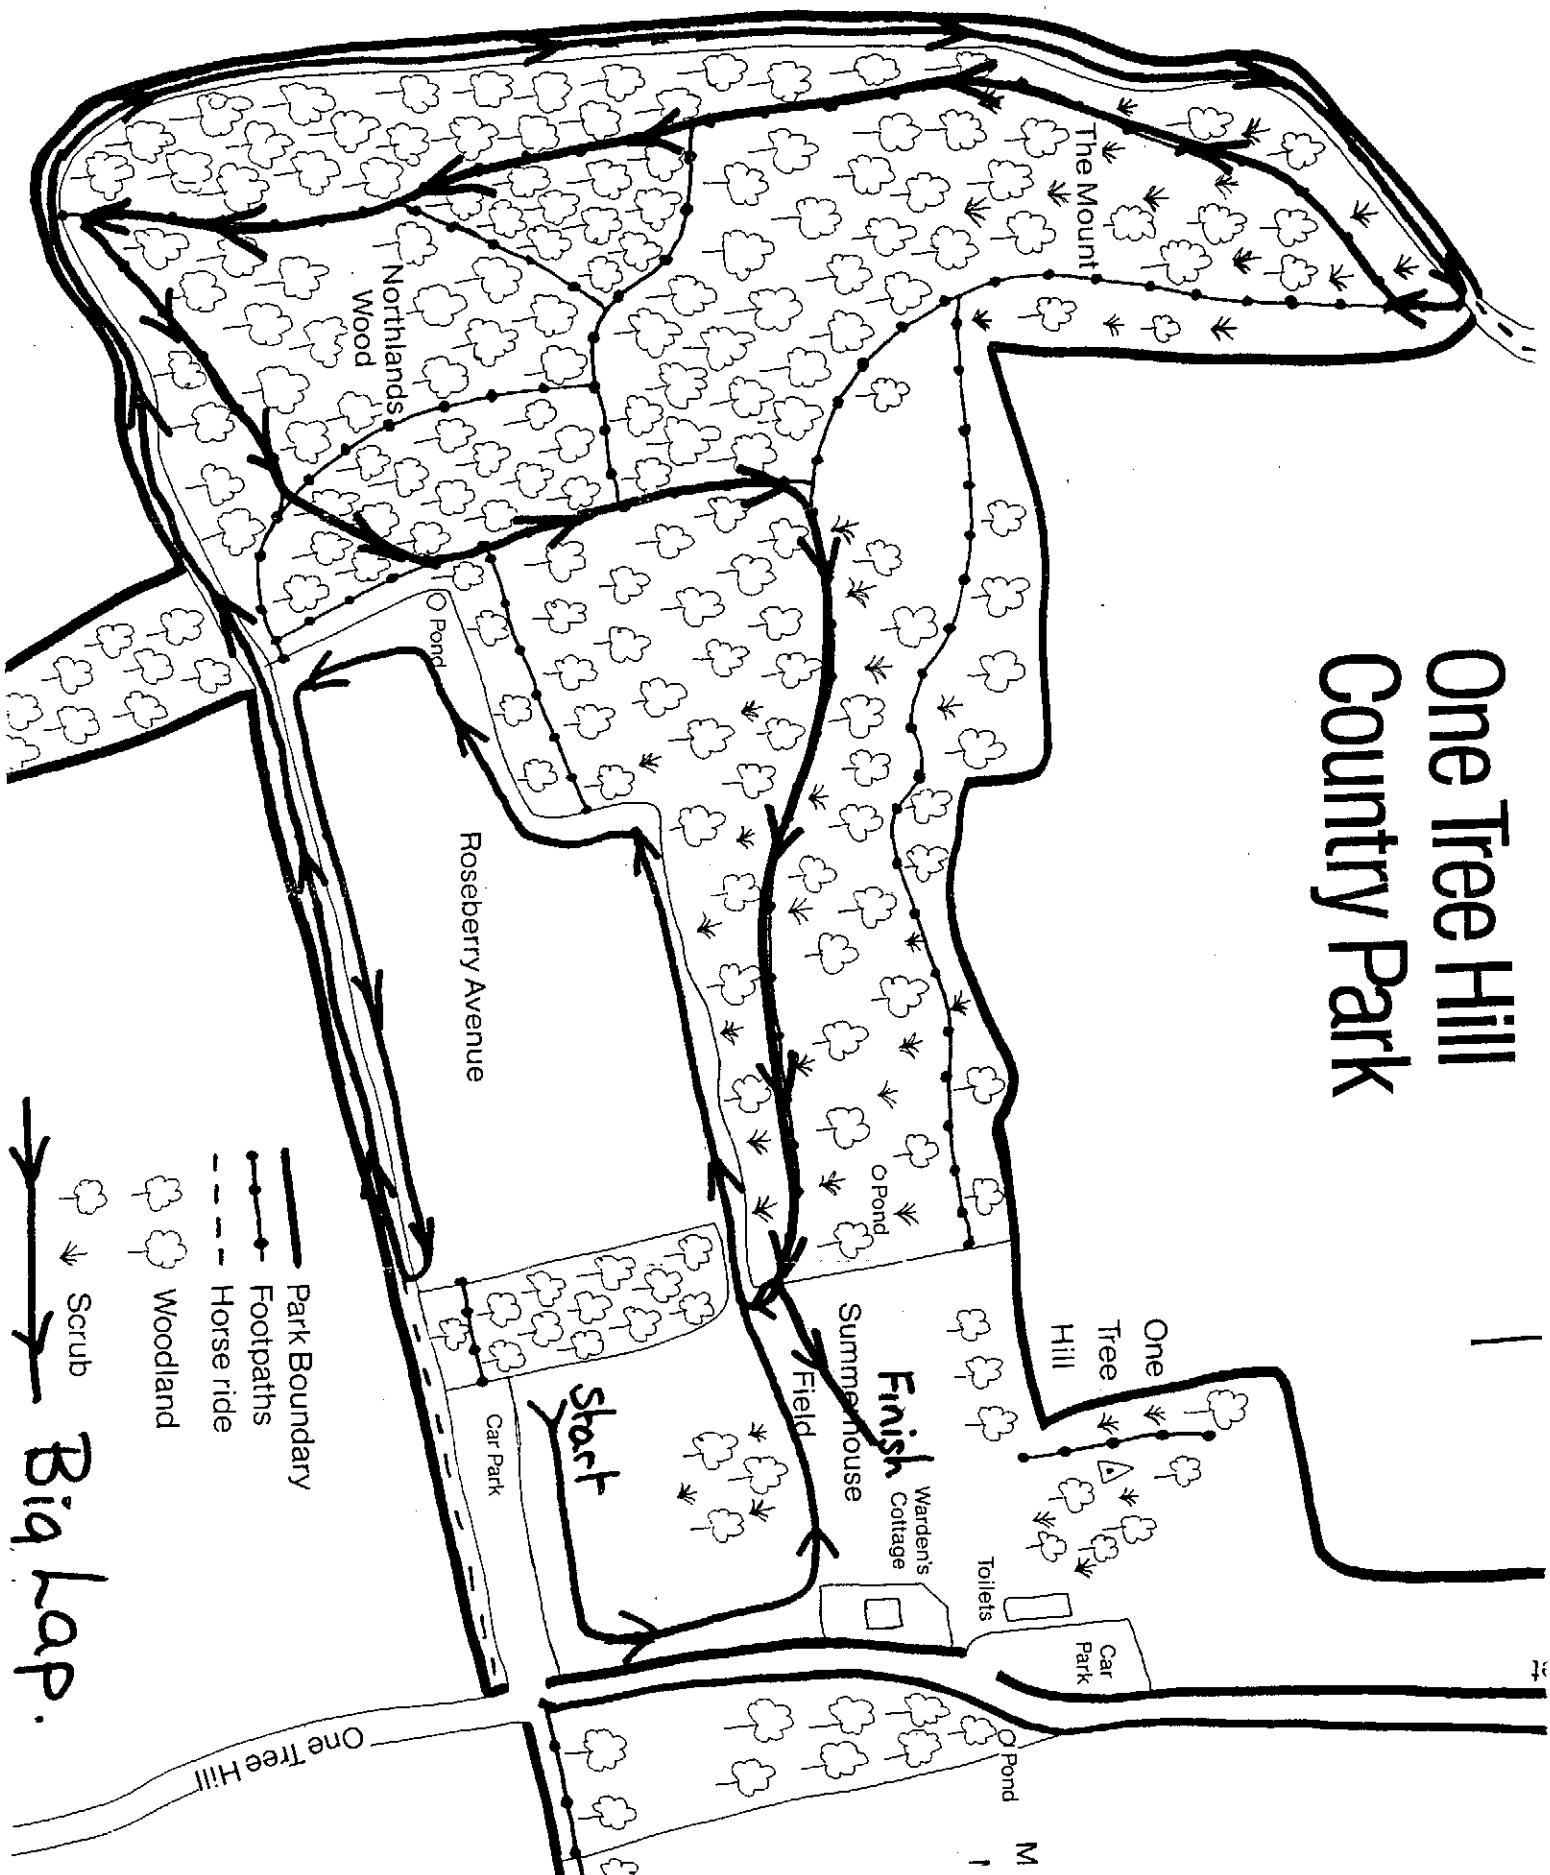 One Tree Hill
Country Park
The Mount
Northlands
Wood
Pond
Roseberry Avenue
Pond
One
Tree
Hill
Summerhouse
Field
Finish
Start
Warden's
Cottage
Toilets
Car
Park
Car Park
Pond
One Tree Hill
M
Park Boundary
Footpaths
Horse ride
Woodland
Scrub
Big Lap.